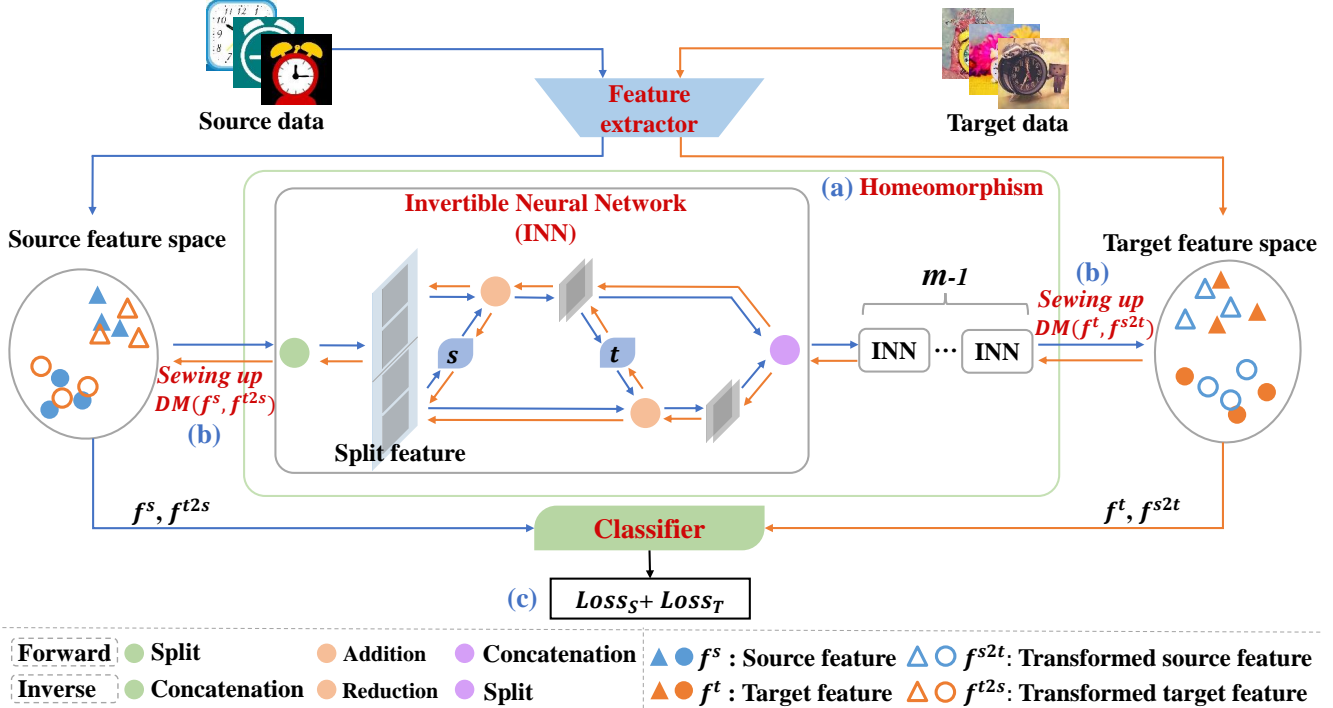 Source data
Feature
extractor
Target data
(a) Homeomorphism
Invertible Neural Network
(INN)
Source feature space
Target feature space
s
t
Split feature
m-1
INN ... INN
(b)
Sewing up
DM(f^t, f^{s2t})
Sewing up
DM(f^s, f^{t2s})
(b)
f^s, f^{t2s}
f^t, f^{s2t}
Classifier
(c)
Loss_S + Loss_T
Forward
Split
Addition
Concatenation
Inverse
Concatenation
Reduction
Split
f^s : Source feature
f^{s2t}: Transformed source feature
f^t : Target feature
f^{t2s}: Transformed target feature